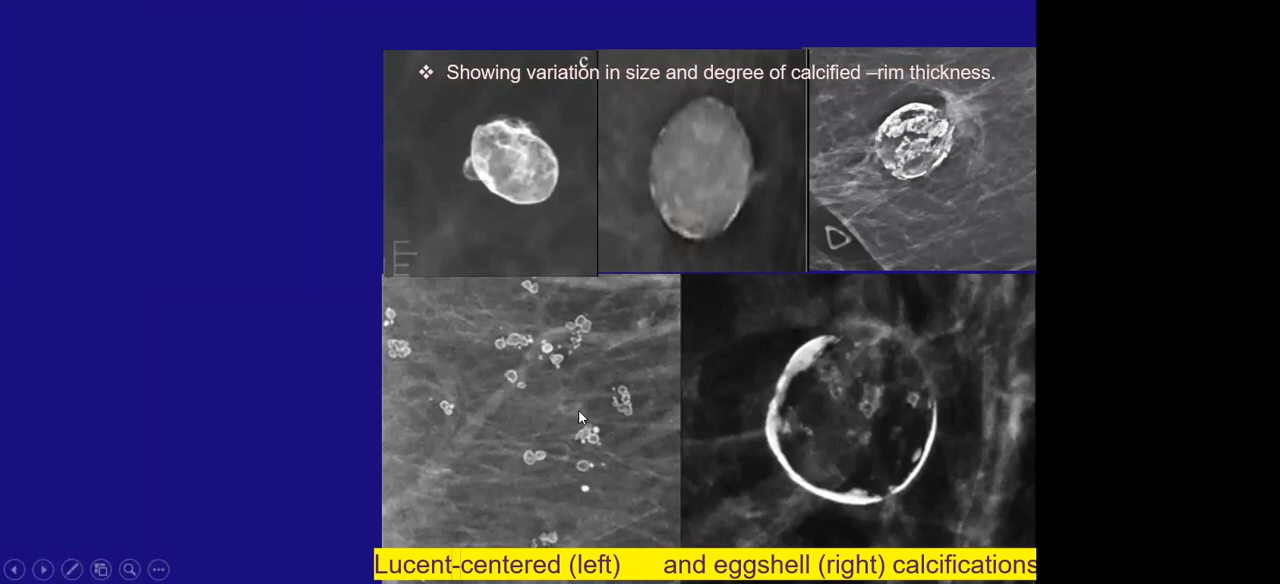 c
❖ Showing variation in size and degree of calcified –rim thickness.
E
D
Lucent-centered (left) and eggshell (right) calcifications